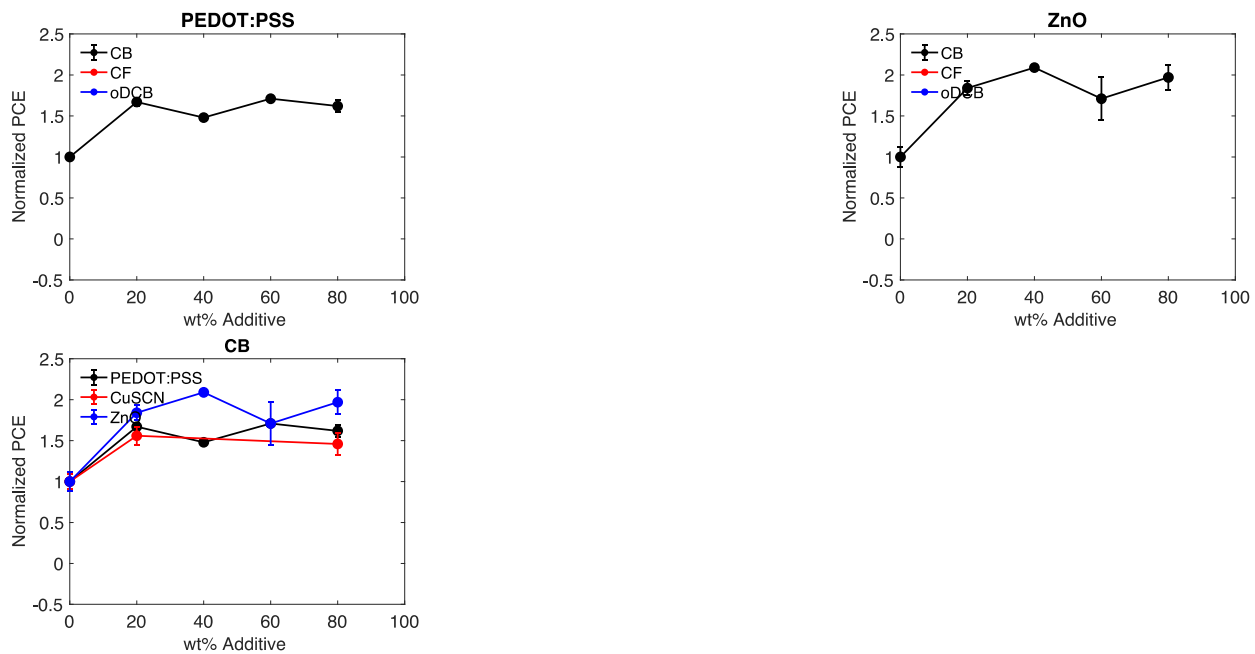 PEDOT:PSS
2.5
2
1.5
1
0.5
0
-0.5
0 20 40 60 80 100
Normalized PCE
wt% Additive
CB
CF
oDCB
ZnO
2.5
2
1.5
1
0.5
0
-0.5
0 20 40 60 80 100
Normalized PCE
wt% Additive
CB
CF
oDCB
CB
2.5
2
1.5
1
0.5
0
-0.5
0 20 40 60 80 100
Normalized PCE
wt% Additive
PEDOT:PSS
CuSCN
ZnO